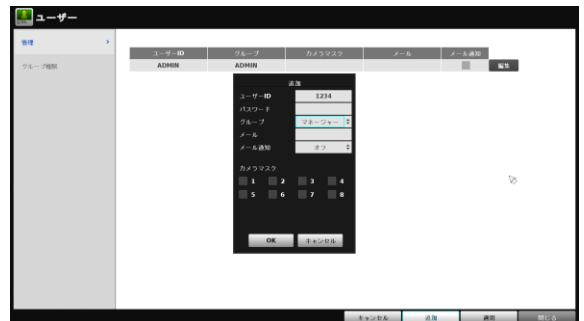 ユーザー
管理
グループ権限
ユーザーID グループ カメラマスク メール メール通知
ADMIN ADMIN 編集
追加
ユーザーID 1234
パスワード
グループ マネージャー
メール
メール通知 オフ
カメラマスク
1 2 3 4
5 6 7 8
OK キャンセル
キャンセル 追加 適用 閉じる